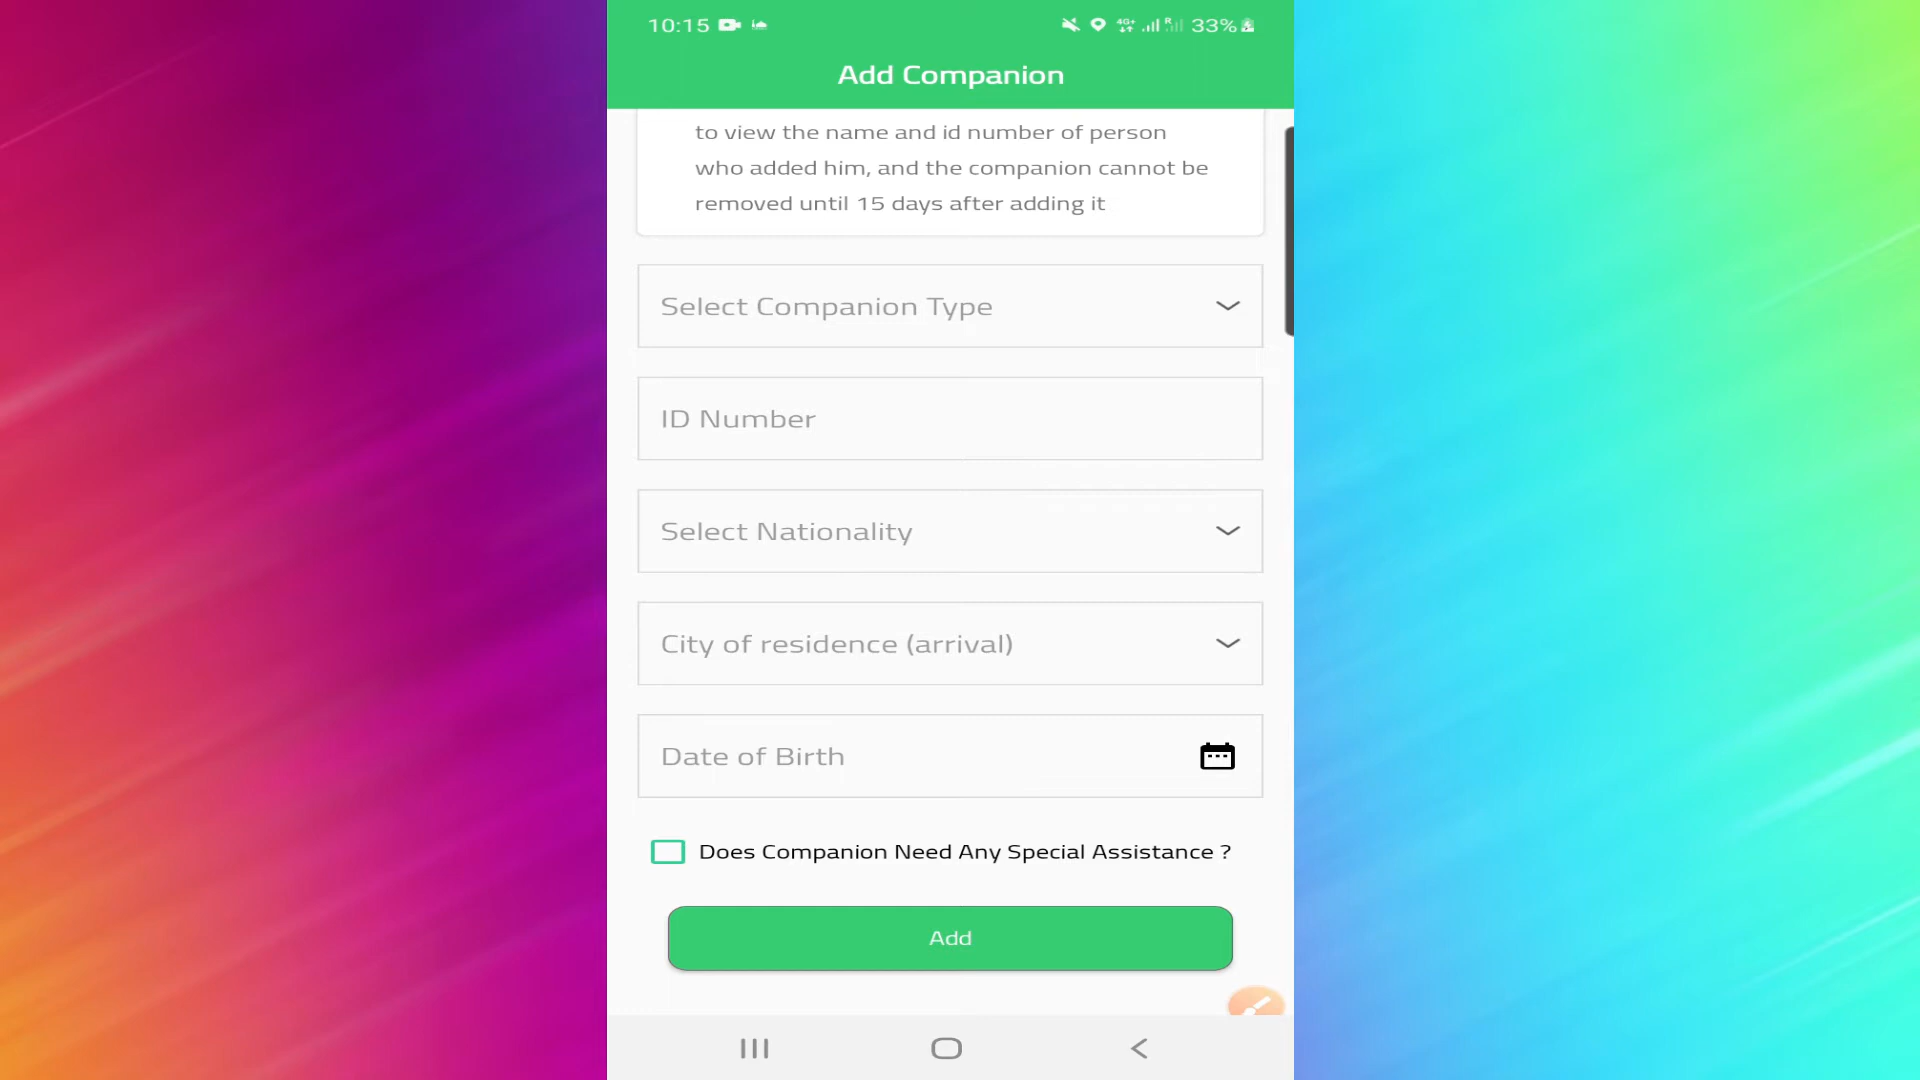 10:15 4G+ R 33%
Add Companion
to view the name and id number of person
who added him, and the companion cannot be
removed until 15 days after adding it
Select Companion Type
ID Number
Select Nationality
City of residence (arrival)
Date of Birth
Does Companion Need Any Special Assistance ?
Add